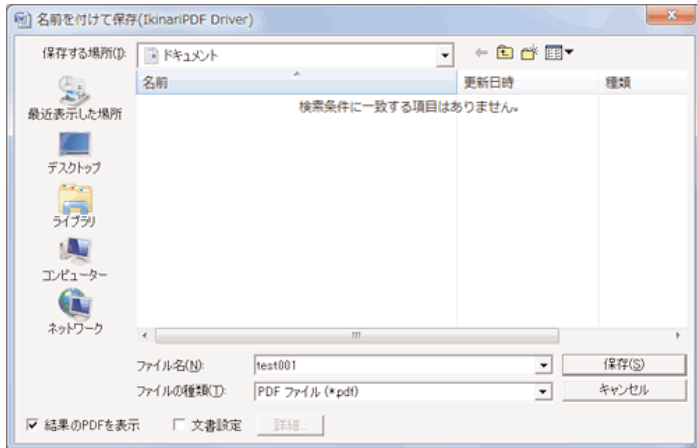 名前を付けて保存(IkinariPDF Driver)
保存する場所(I):
ドキュメント
名前
更新日時
種類
検索条件に一致する項目はありません。
最近表示した場所
デスクトップ
ライブラリ
コンピューター
ネットワーク
ファイル名(N):
test001
保存(S)
ファイルの種類(T):
PDF ファイル (*.pdf)
キャンセル
結果のPDFを表示
文書設定
詳細...